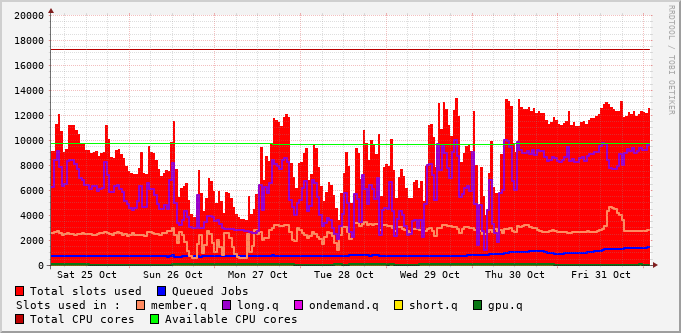 20000
18000
16000
14000
12000
10000
8000
6000
4000
2000
0
Sat 25 Oct Sun 26 Oct Mon 27 Oct Tue 28 Oct Wed 29 Oct Thu 30 Oct Fri 31 Oct
RRDTOOL / TOBI OETIKER
Total slots used Queued Jobs
Slots used in : member.q long.q ondemand.q short.q gpu.q
Total CPU cores Available CPU cores